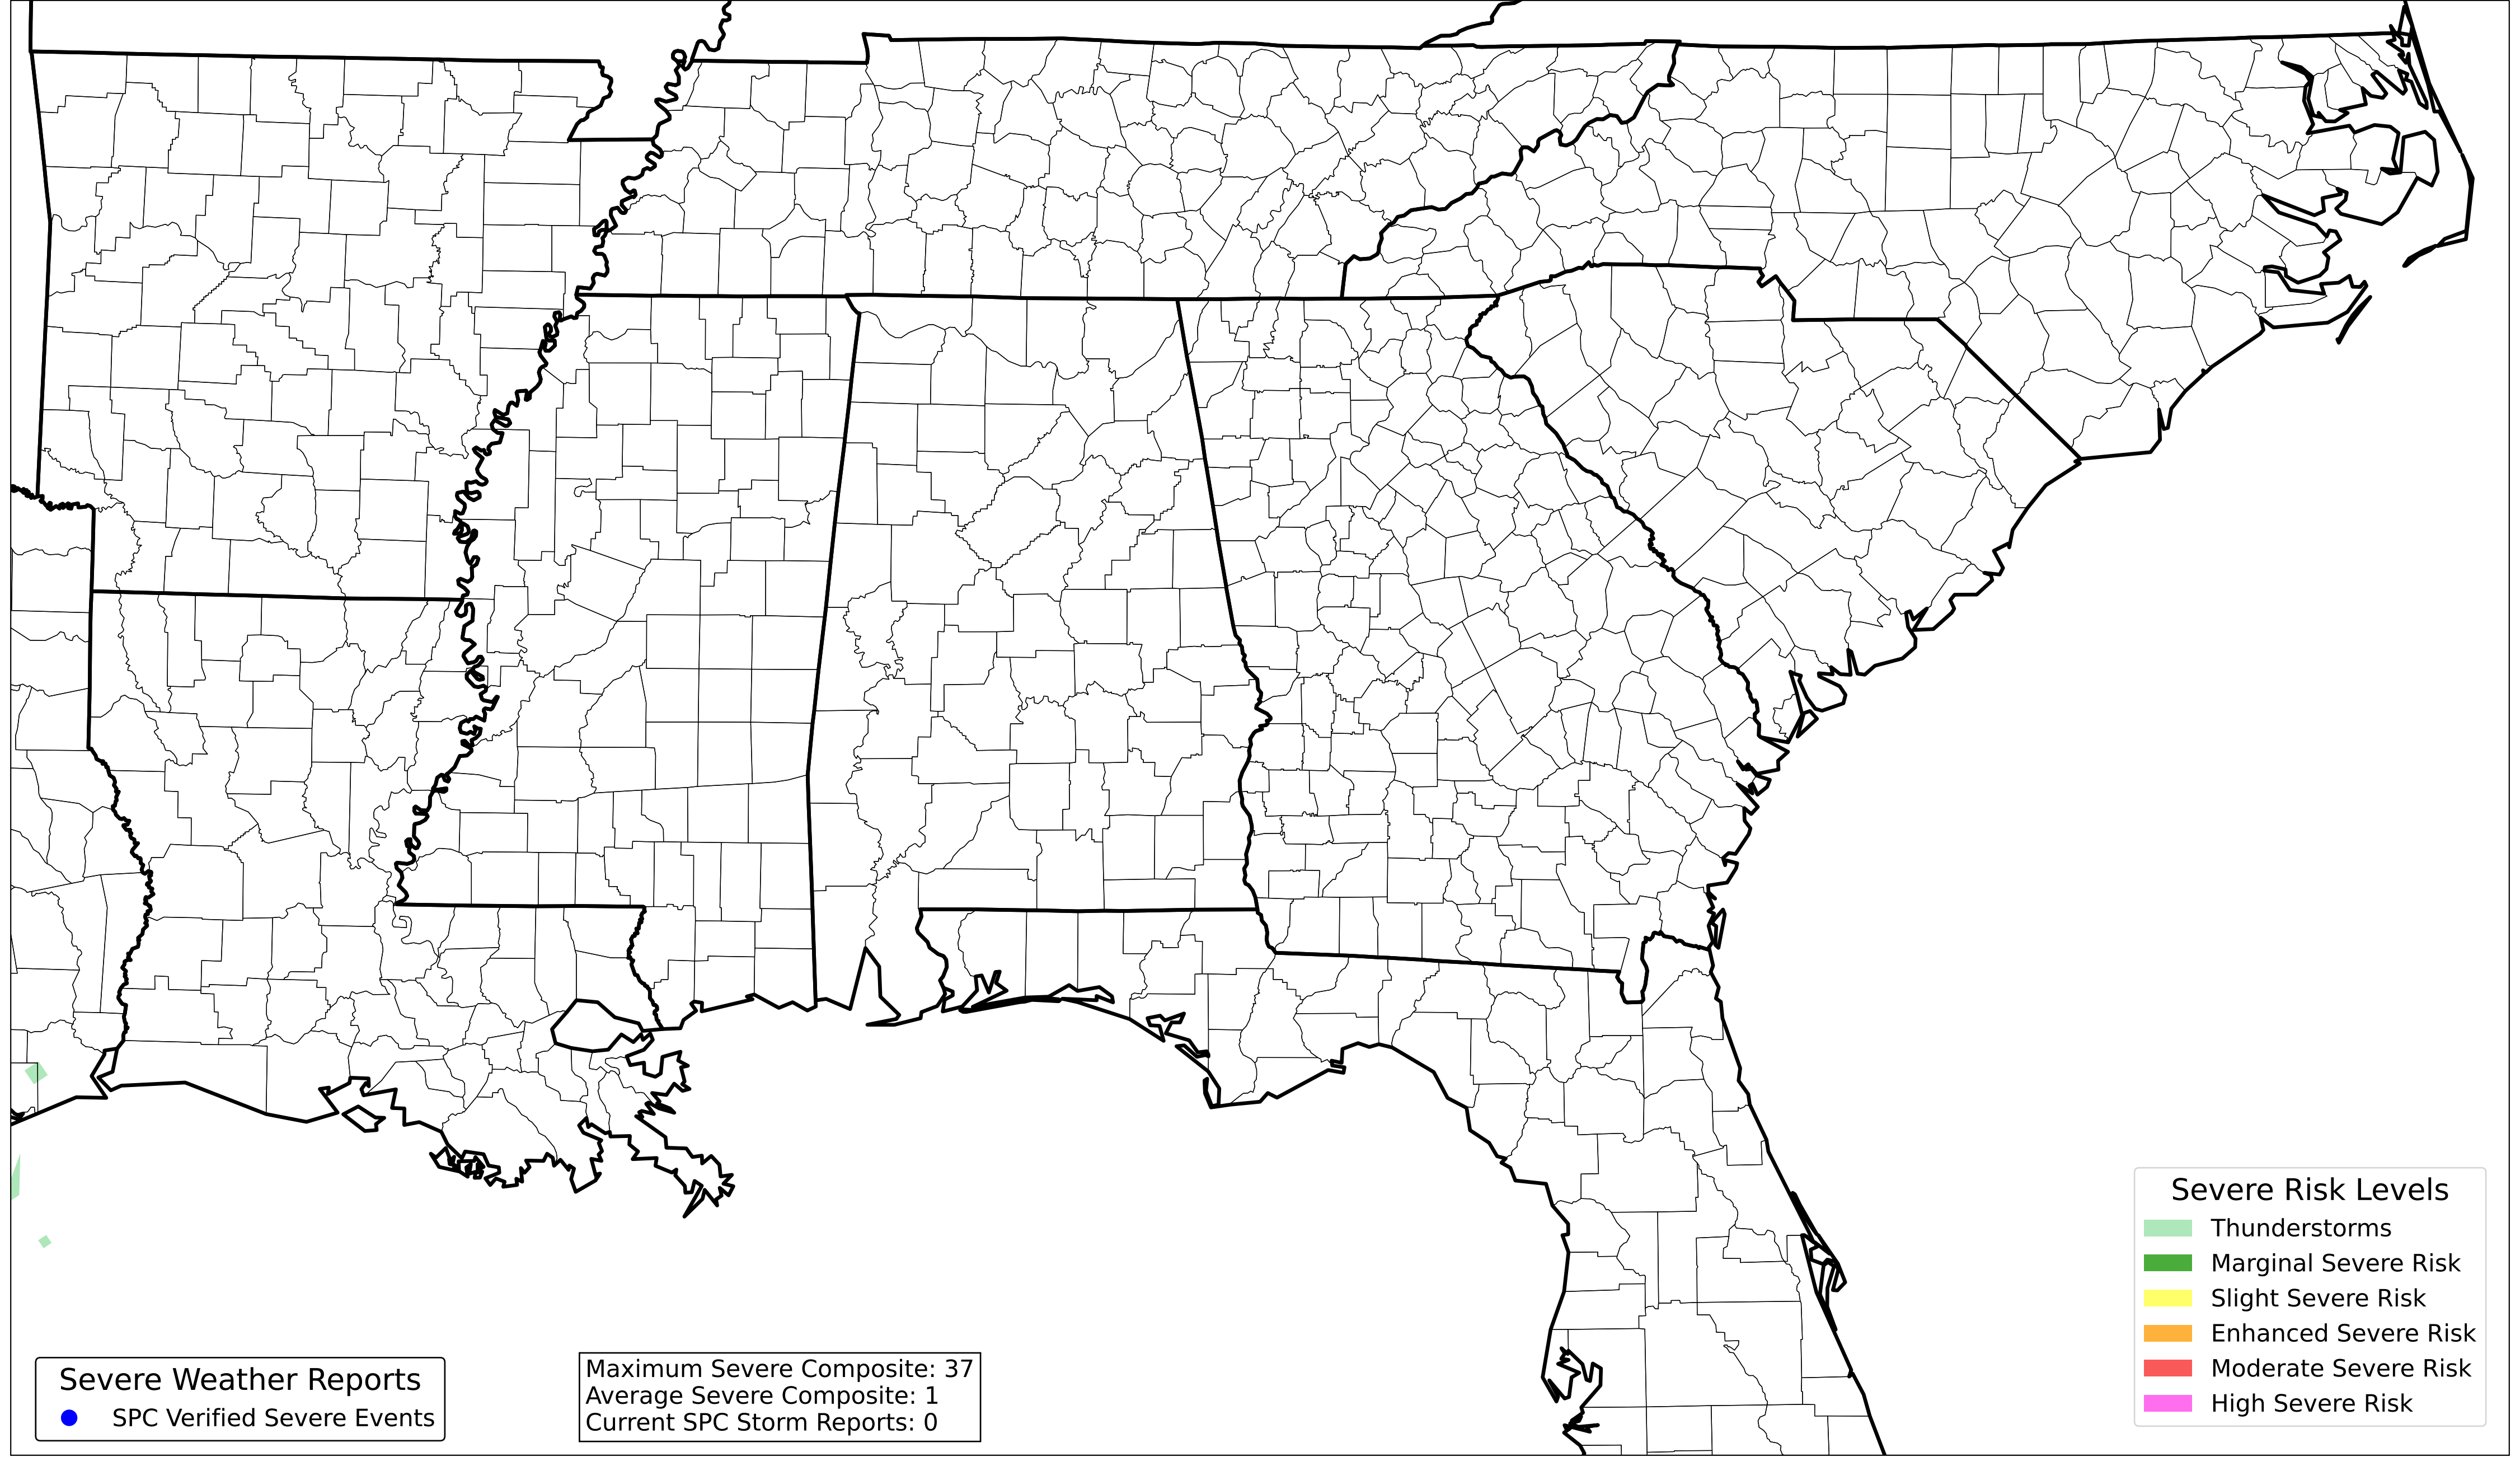 Severe Risk Levels
Thunderstorms
Marginal Severe Risk
Slight Severe Risk
Enhanced Severe Risk
Moderate Severe Risk
High Severe Risk
Severe Weather Reports
SPC Verified Severe Events
Maximum Severe Composite: 37
Average Severe Composite: 1
Current SPC Storm Reports: 0